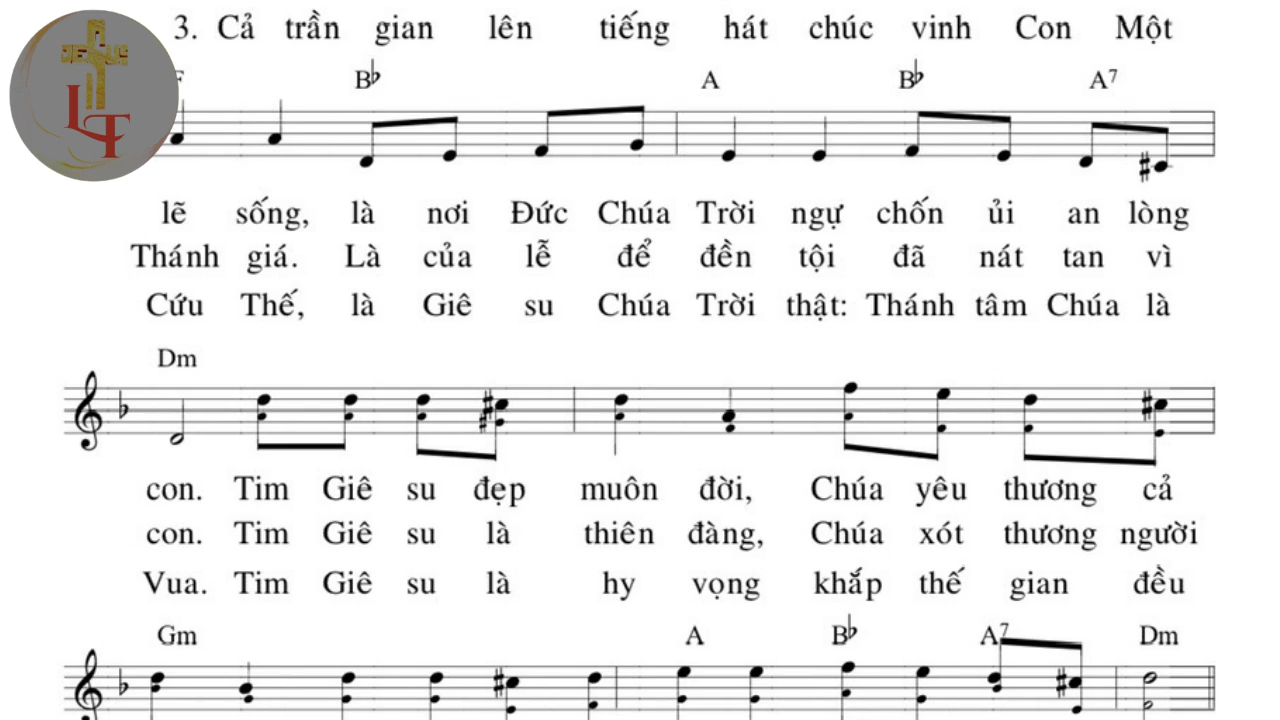 3. Cả trần gian lên tiếng hát chúc vinh Con Một
JESUS
LT
F B♭ A B♭ A7
lẽ sống, là nơi Đức Chúa Trời ngự chốn ủi an lòng
Thánh giá. Là của lễ để đền tội đã nát tan vì
Cứu Thế, là Giê su Chúa Trời thật: Thánh tâm Chúa là
Dm
con. Tim Giê su đẹp muôn đời, Chúa yêu thương cả
con. Tim Giê su là thiên đàng, Chúa xót thương người
Vua. Tim Giê su là hy vọng khắp thế gian đều
Gm A B♭ A7 Dm